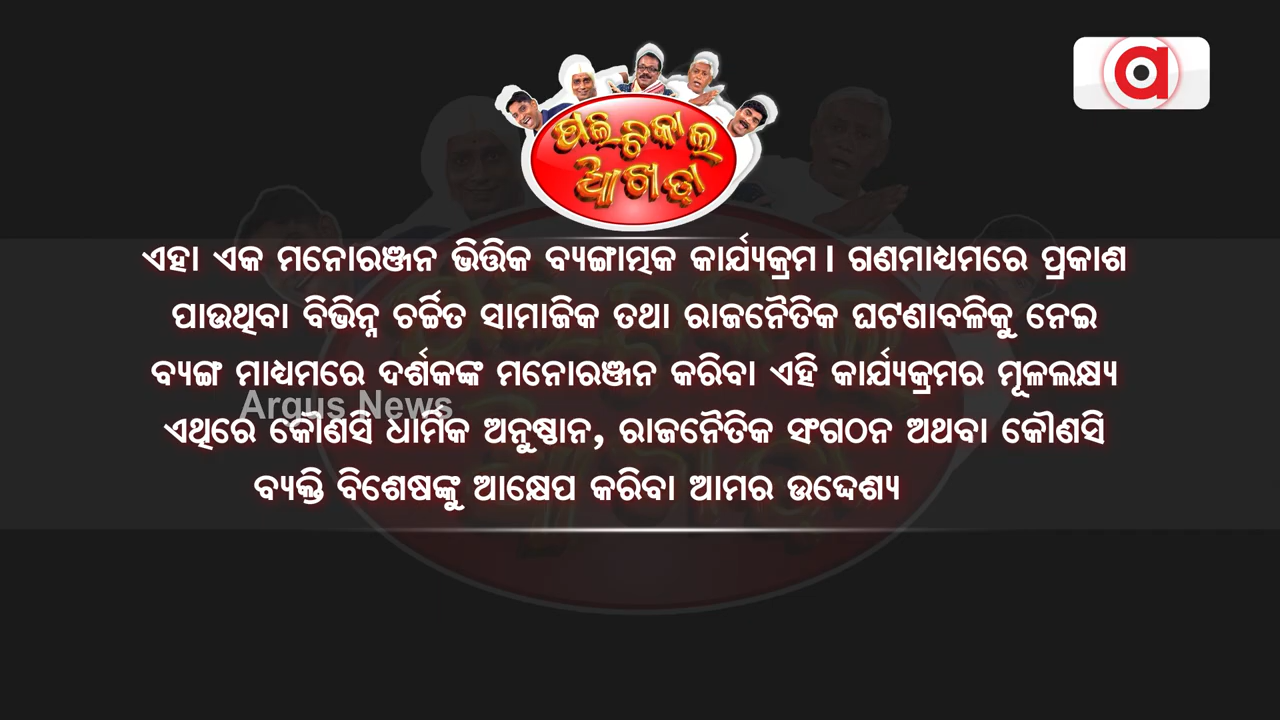 ପଲିଟିକାଲ
ଆଖଡ଼ା
a
ଏହା ଏକ ମନୋରଞ୍ଜନ ଭିତ୍ତିକ ବ୍ୟଙ୍ଗାତ୍ମକ କାର୍ଯ୍ୟକ୍ରମ। ଗଣମାଧ୍ୟମରେ ପ୍ରକାଶ
ପାଉଥିବା ବିଭିନ୍ନ ଚର୍ଚ୍ଚିତ ସାମାଜିକ ତଥା ରାଜନୈତିକ ଘଟଣାବଳିକୁ ନେଇ
ବ୍ୟଙ୍ଗ ମାଧ୍ୟମରେ ଦର୍ଶକଙ୍କ ମନୋରଞ୍ଜନ କରିବା ଏହି କାର୍ଯ୍ୟକ୍ରମର ମୂଳଲକ୍ଷ୍ୟ
Argus News
ଏଥିରେ କୌଣସି ଧାର୍ମିକ ଅନୁଷ୍ଠାନ, ରାଜନୈତିକ ସଂଗଠନ ଅଥବା କୌଣସି
ବ୍ୟକ୍ତି ବିଶେଷଙ୍କୁ ଆକ୍ଷେପ କରିବା ଆମର ଉଦ୍ଦେଶ୍ୟ